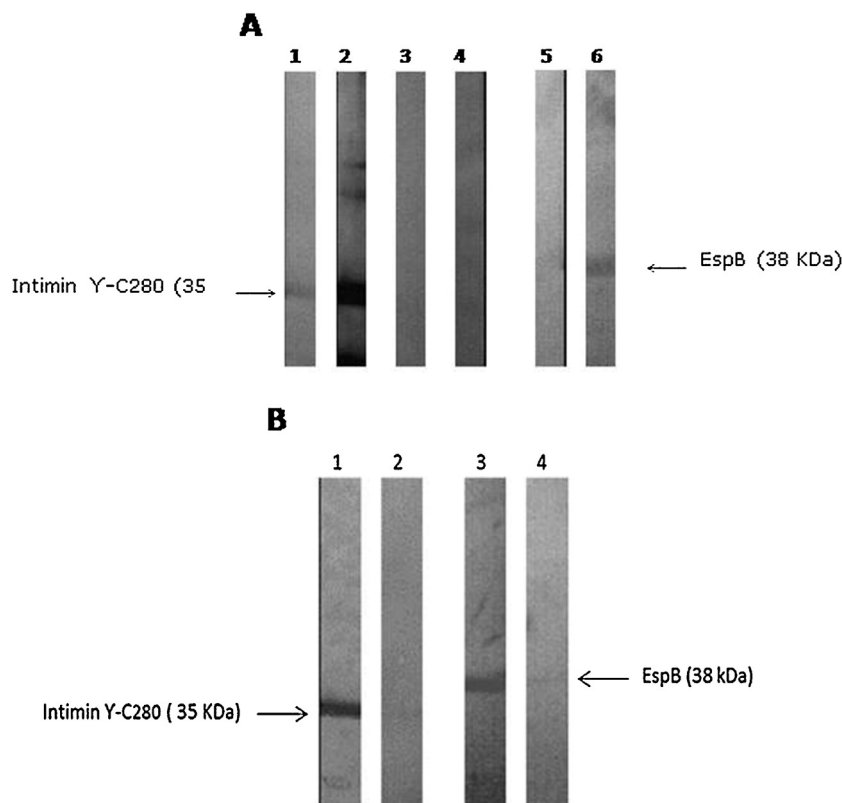 A
1 2 3 4 5 6
EspB (38 KDa)
Intimin Y-C280 (35
B
1 2 3 4
EspB (38 kDa)
Intimin Y-C280 ( 35 KDa)